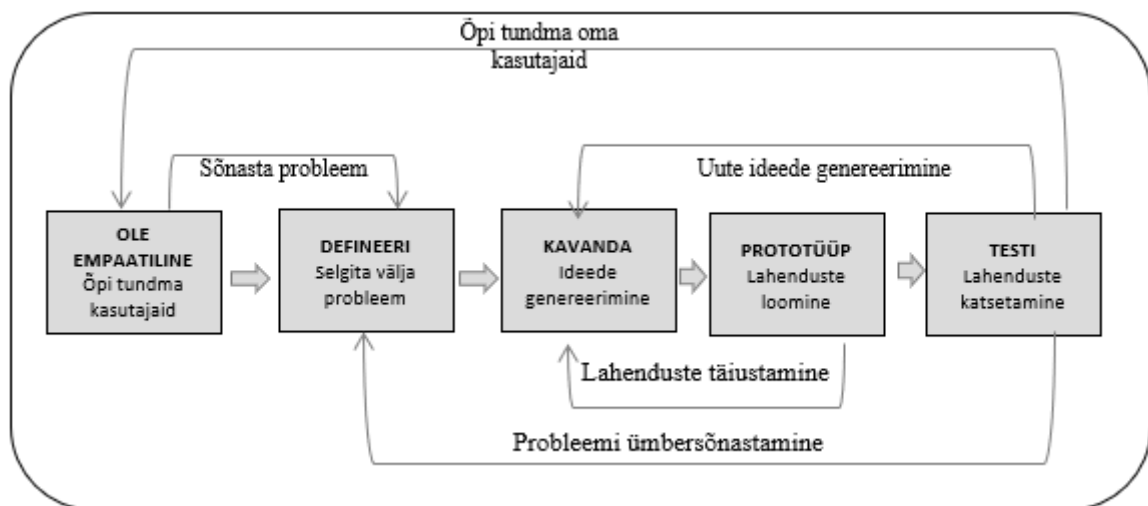 Õpi tundma oma
kasutajaid
Sõnasta probleem
Uute ideede genereerimine
OLE
EMPAATILINE
Õpi tundma
kasutajaid
DEFINEERI
Selgita välja
probleem
KAVANDA
Ideede
genereerimine
PROTOTÜÜP
Lahenduste
loomine
TESTI
Lahenduste
katsetamine
Lahenduste täiustamine
Probleemi ümbersõnastamine